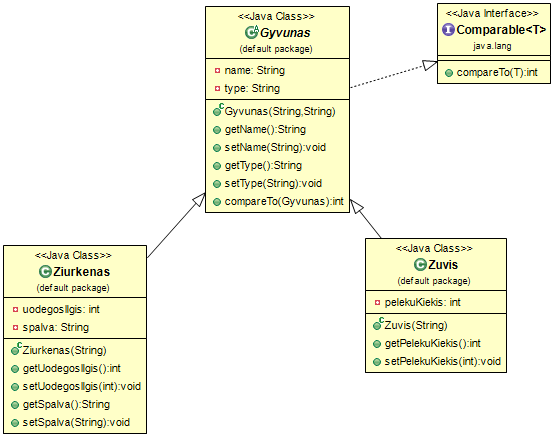 <<Java Class>>
Gyvunas
(default package)
name: String
type: String
Gyvunas(String,String)
getName():String
setName(String):void
getType():String
setType(String):void
compareTo(Gyvunas):int
<<Java Interface>>
Comparable<T>
java.lang
compareTo(T):int
<<Java Class>>
Ziurkenas
(default package)
uodegosIlgis: int
spalva: String
Ziurkenas(String)
getUodegosIlgis():int
setUodegosIlgis(int):void
getSpalva():String
setSpalva(String):void
<<Java Class>>
Zuvis
(default package)
pelekuKiekis: int
Zuvis(String)
getPelekuKiekis():int
setPelekuKiekis(int):void